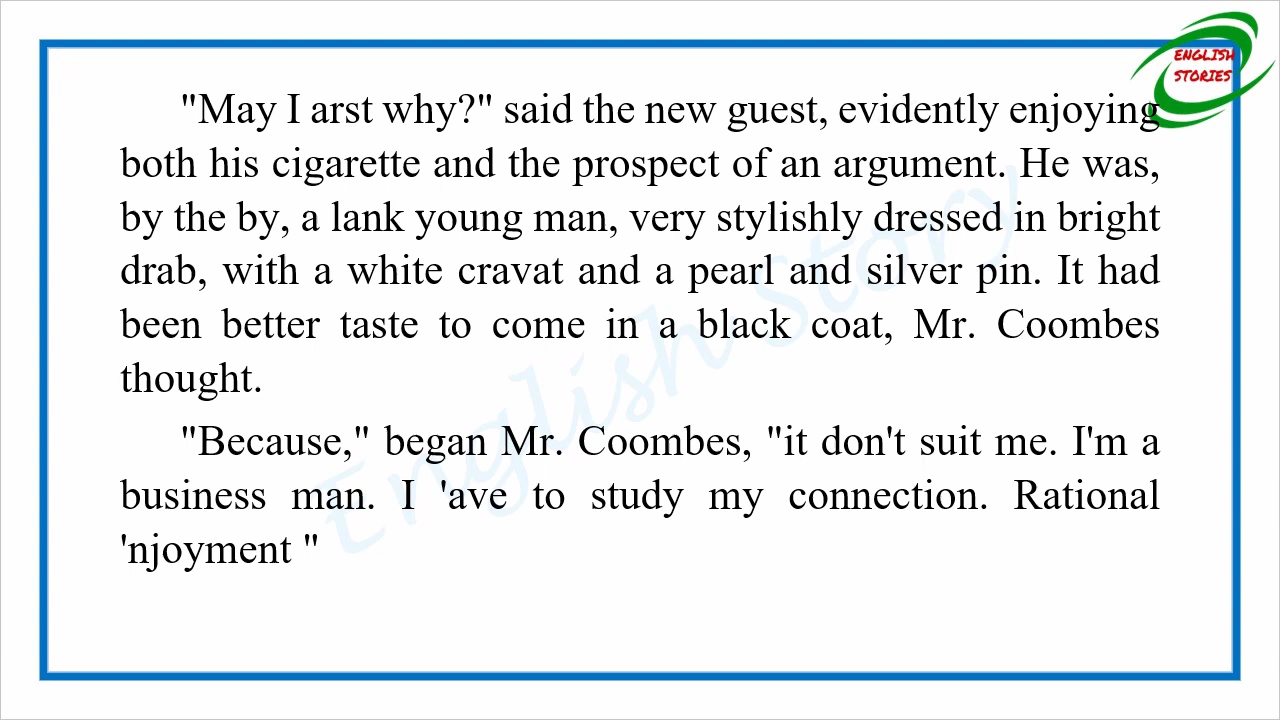 ENGLISH
STORIES
"May I arst why?" said the new guest, evidently enjoying
both his cigarette and the prospect of an argument. He was,
by the by, a lank young man, very stylishly dressed in bright
drab, with a white cravat and a pearl and silver pin. It had
been better taste to come in a black coat, Mr. Coombes
thought.
"Because," began Mr. Coombes, "it don't suit me. I'm a
business man. I 'ave to study my connection. Rational
'njoyment "
English Story